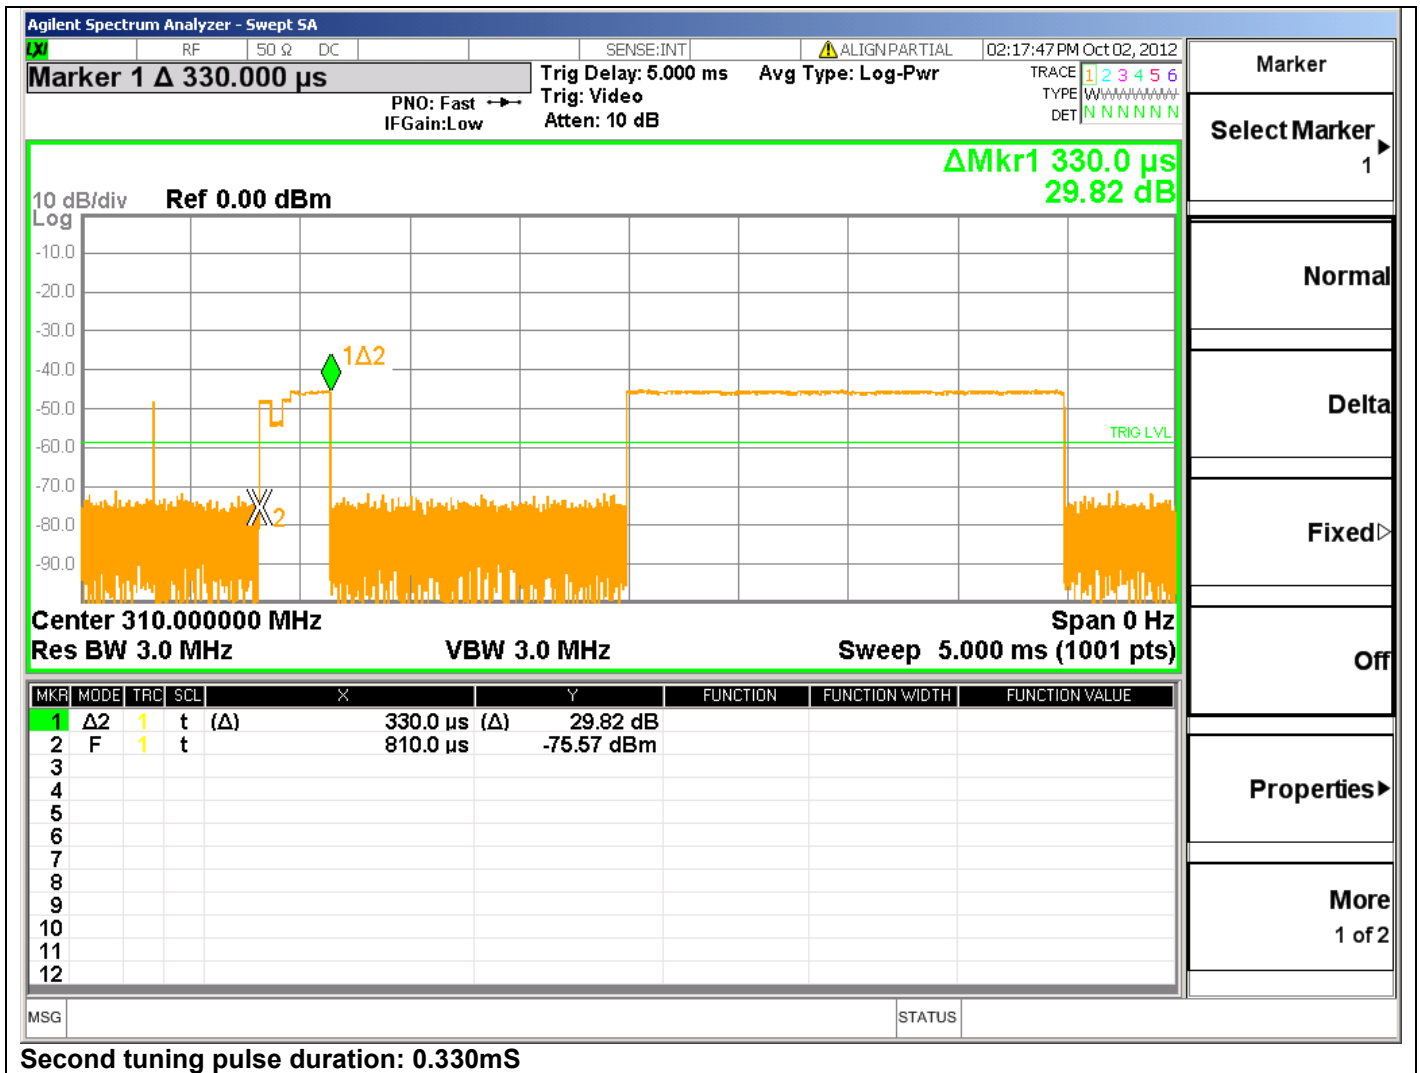 Agilent Spectrum Analyzer - Swept SA
LXI RF 50 Ω DC SENSE:INT ALIGN PARTIAL 02:17:47 PM Oct 02, 2012
Marker 1 Δ 330.000 µs
PNO: Fast
IFGain:Low
Trig Delay: 5.000 ms
Trig: Video
Atten: 10 dB
Avg Type: Log-Pwr
TRACE 1 2 3 4 5 6
TYPE W
DET N N N N N N
ΔMkr1 330.0 µs
29.82 dB
10 dB/div Ref 0.00 dBm
Log
-10.0
-20.0
-30.0
-40.0
-50.0
-60.0
-70.0
-80.0
-90.0
1Δ2
TRIG LVL
2
Center 310.000000 MHz Span 0 Hz
Res BW 3.0 MHz VBW 3.0 MHz Sweep 5.000 ms (1001 pts)
MKR MODE TRC SCL X Y FUNCTION FUNCTION WIDTH FUNCTION VALUE
1 Δ2 1 t (Δ) 330.0 µs (Δ) 29.82 dB
2 F 1 t 810.0 µs -75.57 dBm
3
4
5
6
7
8
9
10
11
12
MSG STATUS
Marker
Select Marker
1
Normal
Delta
Fixed
Off
Properties
More
1 of 2
Second tuning pulse duration: 0.330mS